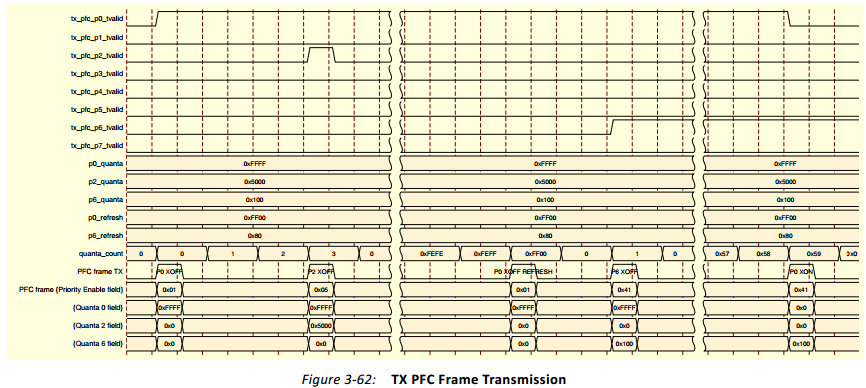 tx_pfc_p0_tvalid
tx_pfc_p1_tvalid
tx_pfc_p2_tvalid
tx_pfc_p3_tvalid
tx_pfc_p4_tvalid
tx_pfc_p5_tvalid
tx_pfc_p6_tvalid
tx_pfc_p7_tvalid
p0_quanta 0xFFFF 0xFFFF 0xFFFF
p2_quanta 0x5000 0x5000 0x5000
p6_quanta 0x100 0x100 0x100
p0_refresh 0xFF00 0xFF00 0xFF00
p6_refresh 0x80 0x80 0x80
quanta_count 0 0 1 2 3 0 0xFEFE 0xFEFF 0xFF00 0 1 0 0x57 0x58 0x59 0x0
PFC frame TX P0 XOFF P2 XOFF P0 XOFF REFRESH P6 XOFF P0 XON
PFC frame {Priority Enable field} 0x01 0x05 0x01 0x41 0x41
{Quanta 0 field} 0xFFFF 0xFFFF 0xFFFF 0xFFFF 0x0
{Quanta 2 field} 0x0 0x5000 0x0 0x0 0x0
{Quanta 6 field} 0x0 0x0 0x0 0x100 0x100
Figure 3-62: TX PFC Frame Transmission